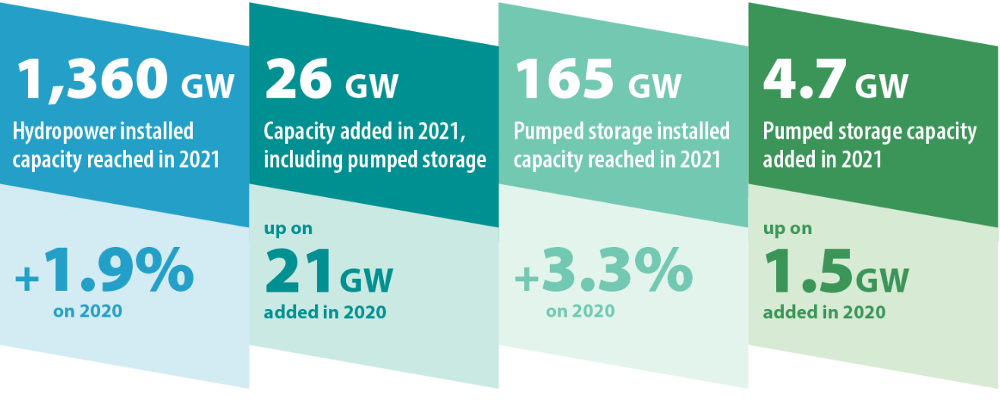 1,360 GW
Hydropower installed
capacity reached in 2021
+1.9%
on 2020
26 GW
Capacity added in 2021,
including pumped storage
up on
21 GW
added in 2020
165 GW
Pumped storage installed
capacity reached in 2021
+3.3%
on 2020
4.7 GW
Pumped storage capacity
added in 2021
up on
1.5 GW
added in 2020